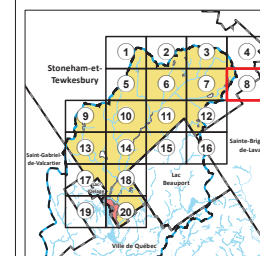 1 2 3 4
Stoneham-et-
Tewkesbury
5 6 7 8
9 10 11 12
Sainte-Brig
de-Lava
13 14 15 16
Saint-Gabriel
de-Valcartier
Lac
Beauport
17 18
19 20
Ville de Québec